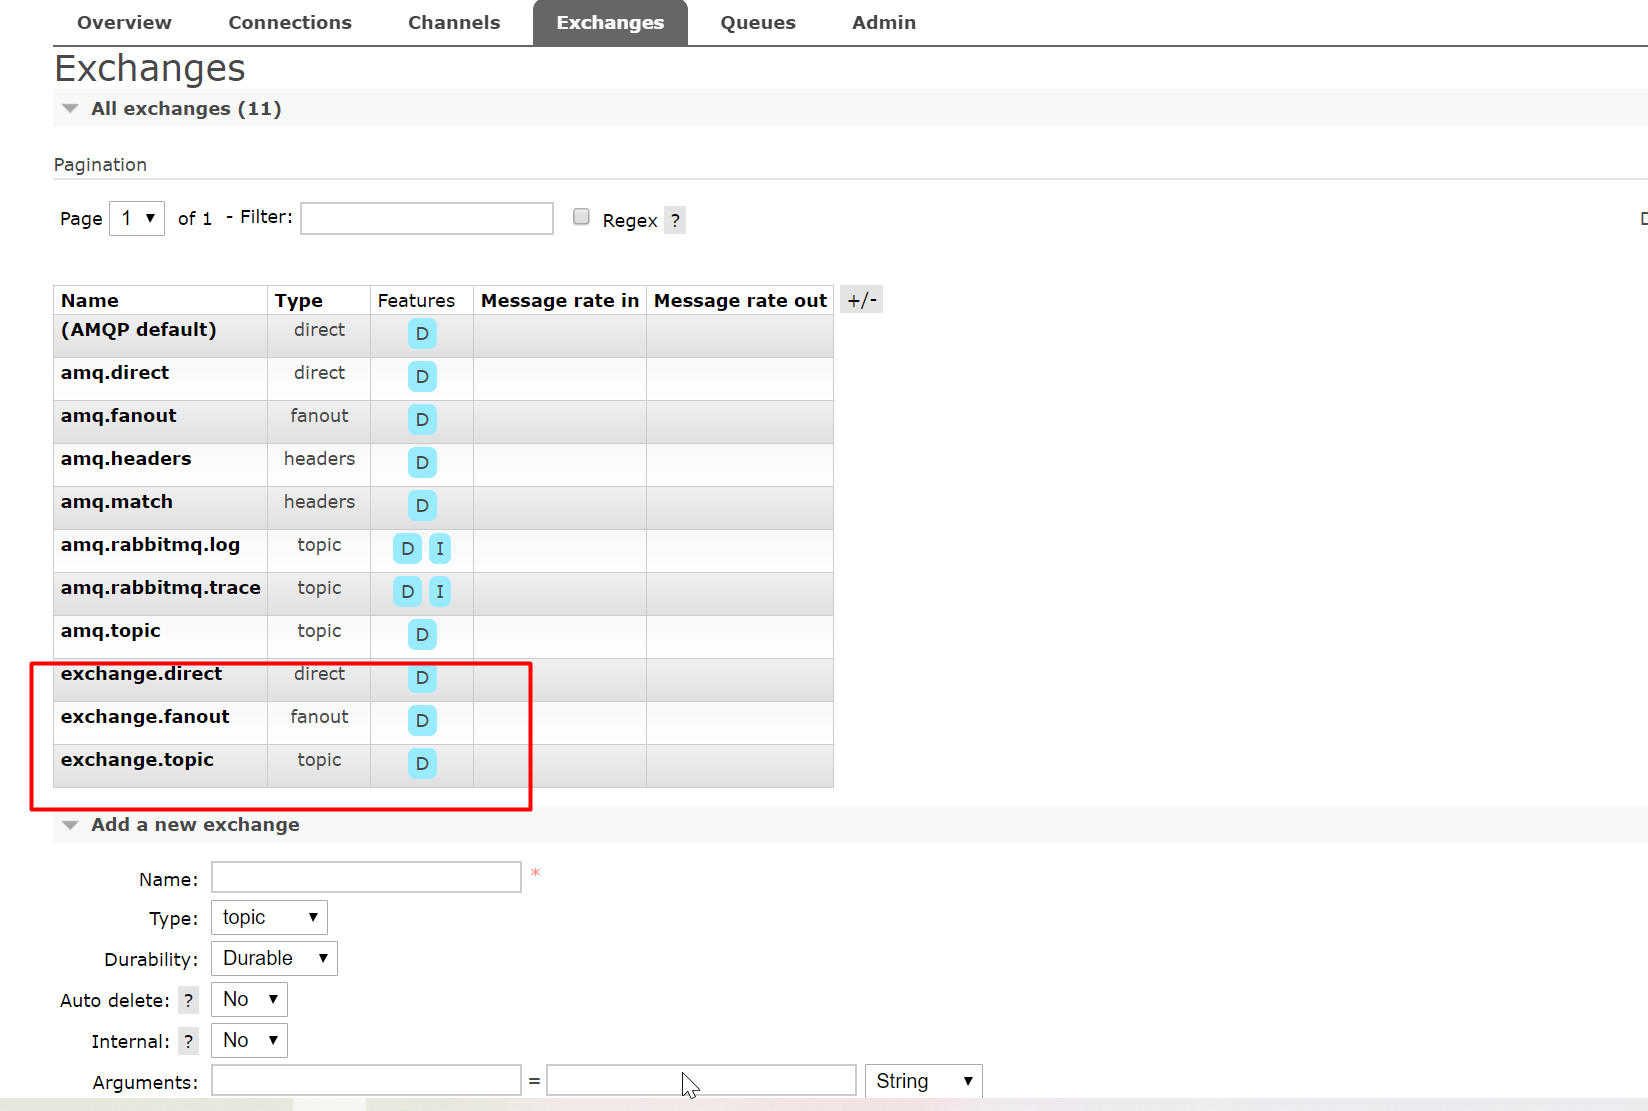 Overview Connections Channels Exchanges Queues Admin
Exchanges
All exchanges (11)
Pagination
Page 1 of 1 - Filter: Regex ?
Name Type Features Message rate in Message rate out +/-
(AMQP default) direct D
amq.direct direct D
amq.fanout fanout D
amq.headers headers D
amq.match headers D
amq.rabbitmq.log topic D I
amq.rabbitmq.trace topic D I
amq.topic topic D
exchange.direct direct D
exchange.fanout fanout D
exchange.topic topic D
Add a new exchange
Name: *
Type: topic
Durability: Durable
Auto delete: ? No
Internal: ? No
Arguments: = String